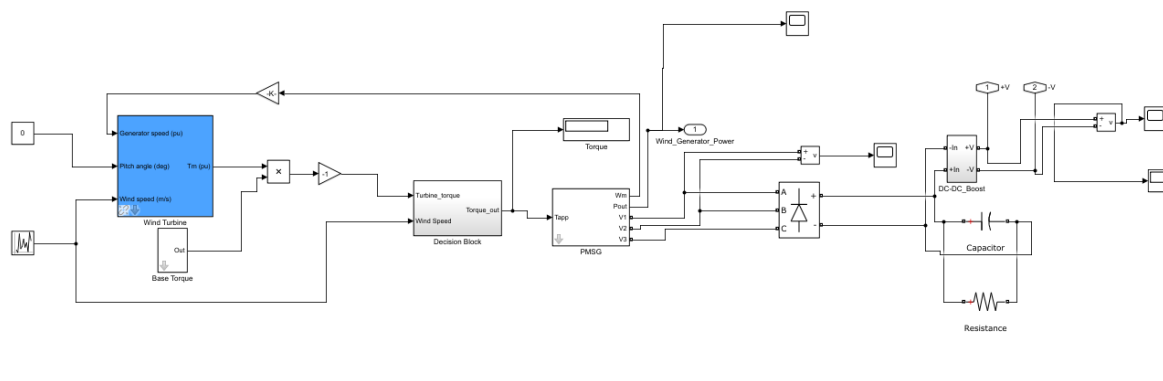 1
+V
2
-V
-K-
0
Generator speed (pu)
+
-
v
Torque
1
Wind_Generator_Power
-In
+V
+In
-V
DC-DC_Boost
Pitch angle (deg)
Tm (pu)
×
-1
+
-
v
Wind speed (m/s)
Wind Turbine
Turbine_torque
Torque_out
Wind Speed
Decision Block
Wm
Pout
V1
Tapp
V2
V3
PMSG
A
B
C
+
-
Out
Base Torque
Capacitor
Resistance